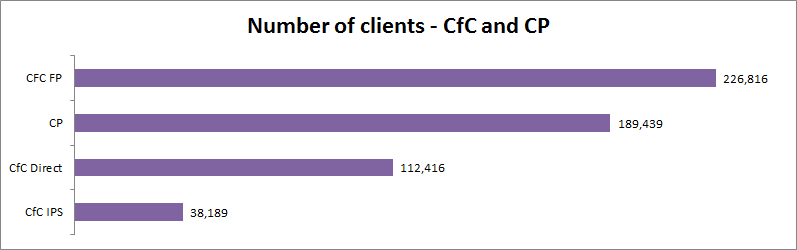 Number of clients - CfC and CP
CFC FP 226,816
CP 189,439
CfC Direct 112,416
CfC IPS 38,189